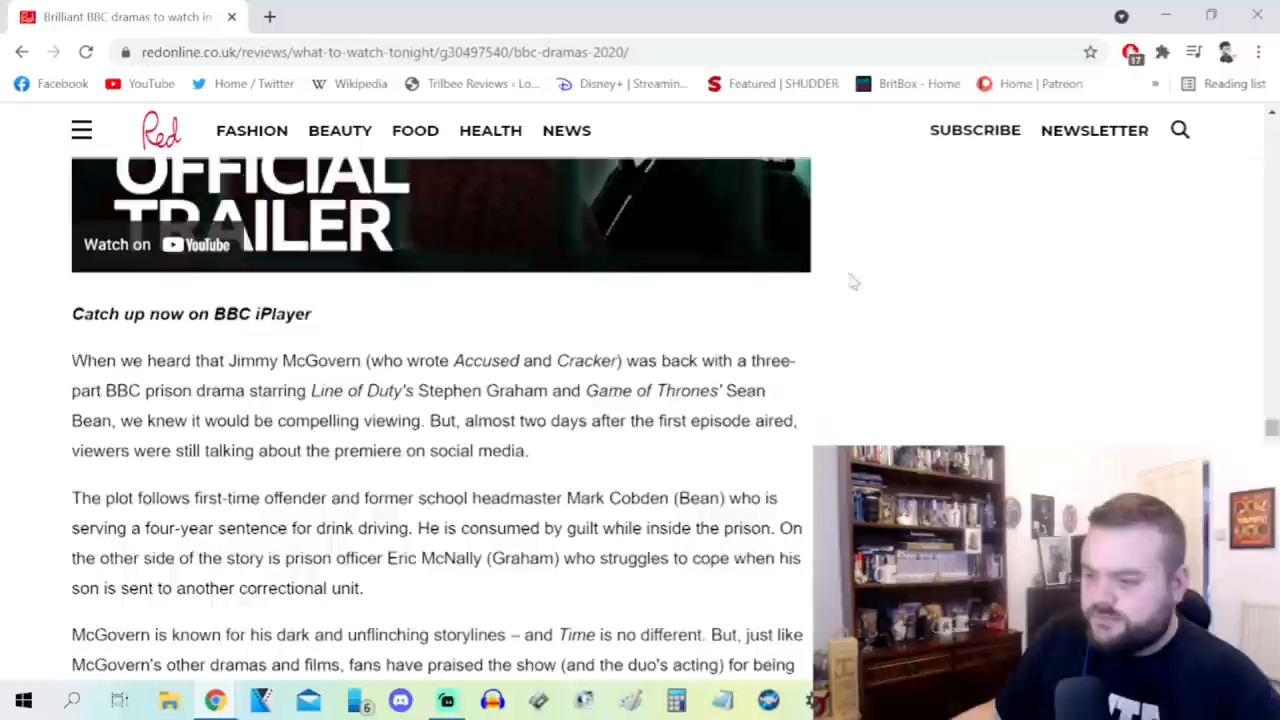 Brilliant BBC dramas to watch in
redonline.co.uk/reviews/what-to-watch-tonight/g30497540/bbc-dramas-2020/
17
Facebook YouTube Home / Twitter Wikipedia Trilbee Reviews ‹ Lo... Disney+ | Streamin... Featured | SHUDDER BritBox - Home Home | Patreon » Reading list
Red FASHION BEAUTY FOOD HEALTH NEWS SUBSCRIBE NEWSLETTER
OFFICIAL
TRAILER
Watch on YouTube
Catch up now on BBC iPlayer
When we heard that Jimmy McGovern (who wrote Accused and Cracker) was back with a three-
part BBC prison drama starring Line of Duty's Stephen Graham and Game of Thrones' Sean
Bean, we knew it would be compelling viewing. But, almost two days after the first episode aired,
viewers were still talking about the premiere on social media.
The plot follows first-time offender and former school headmaster Mark Cobden (Bean) who is
serving a four-year sentence for drink driving. He is consumed by guilt while inside the prison. On
the other side of the story is prison officer Eric McNally (Graham) who struggles to cope when his
son is sent to another correctional unit.
McGovern is known for his dark and unflinching storylines – and Time is no different. But, just like
McGovern's other dramas and films, fans have praised the show (and the duo's acting) for being
6